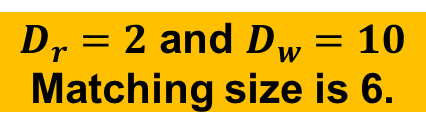 D_r = 2 and D_w = 10
Matching size is 6.